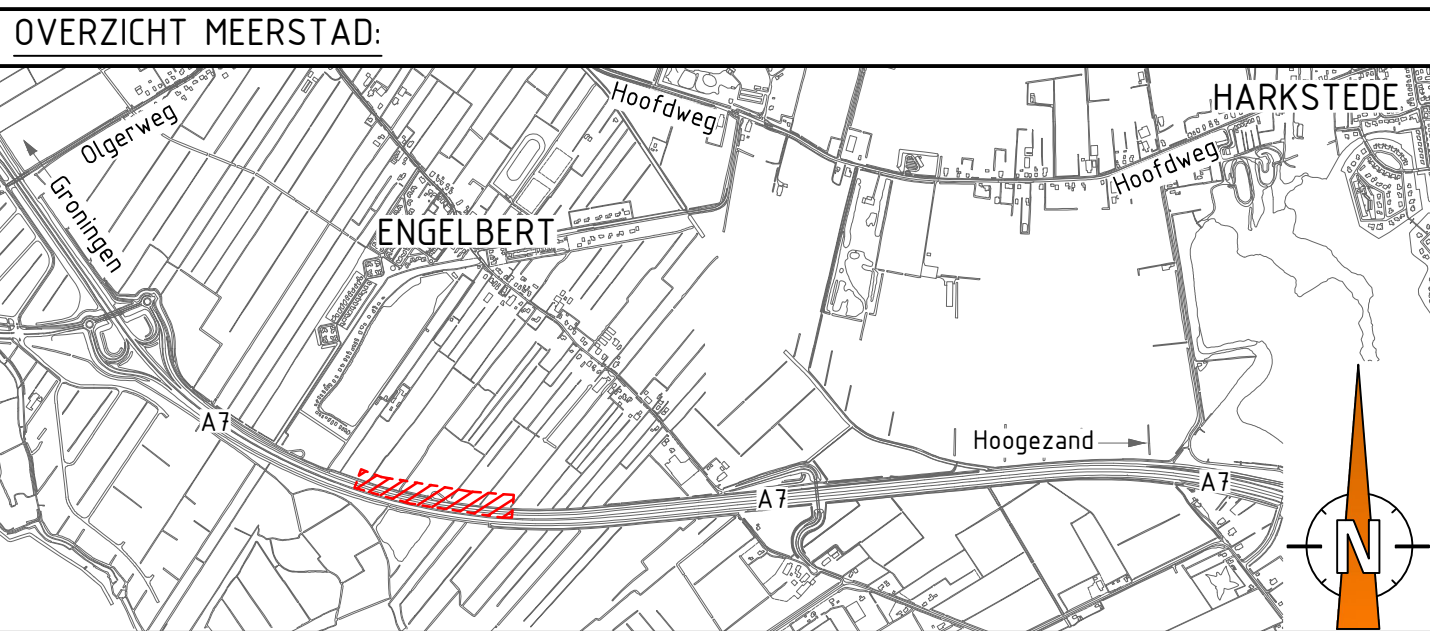 OVERZICHT MEERSTAD:
Hoofdweg
HARKSTEDE
Olgerweg
Hoofdweg
Groningen
ENGELBERT
A7
Hoogezand
A7
A7
N